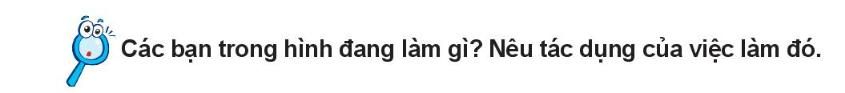 Các bạn trong hình đang làm gì? Nêu tác dụng của việc làm đó.